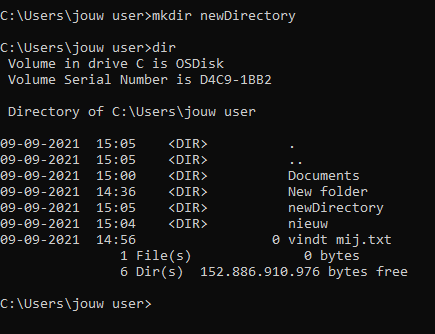 C:\Users\jouw user>mkdir newDirectory
C:\Users\jouw user>dir
 Volume in drive C is OSDisk
 Volume Serial Number is D4C9-1BB2
 Directory of C:\Users\jouw user
09-09-2021  15:05    <DIR>          .
09-09-2021  15:05    <DIR>          ..
09-09-2021  15:00    <DIR>          Documents
09-09-2021  14:36    <DIR>          New folder
09-09-2021  15:05    <DIR>          newDirectory
09-09-2021  15:04    <DIR>          nieuw
09-09-2021  14:56                 0 vindt mij.txt
               1 File(s)              0 bytes
               6 Dir(s)  152.886.910.976 bytes free
C:\Users\jouw user>